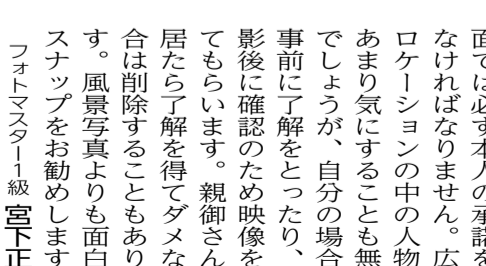 面では必ず本人の承諾を
なければなりません。広
ロケーションの中の人物
あまり気にすることも無
でしょうが、自分の場合
事前に了解をとったり、
影後に確認のため映像を
てもらいます。親御さん
居たら了解を得てダメな
合は削除することもあり
す。風景写真よりも面白
スナップをお勧めします
フォトマスター1級 宮下正